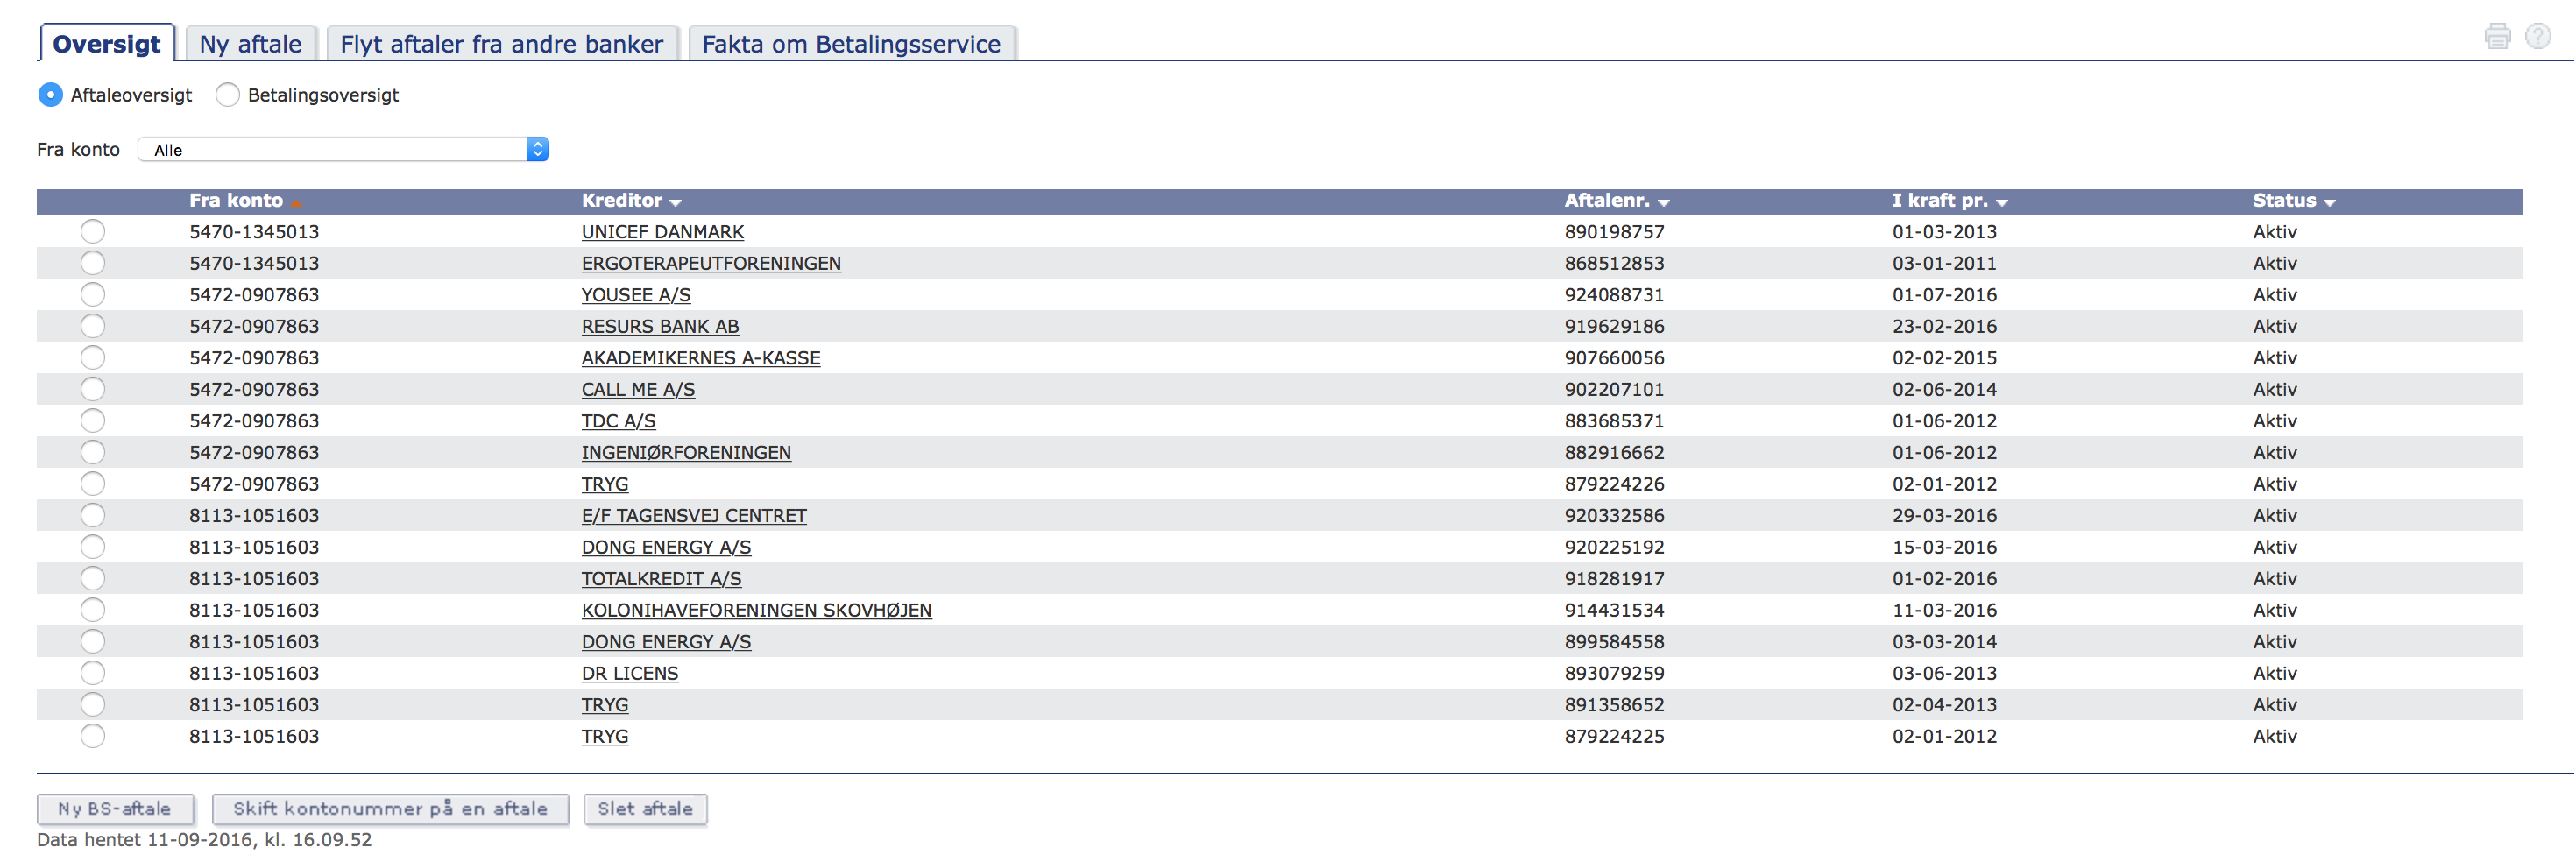 Oversigt Ny aftale Flyt aftaler fra andre banker Fakta om Betalingsservice
Aftaleoversigt Betalingsoversigt
Fra konto Alle
Fra konto Kreditor Aftalenr. I kraft pr. Status
5470-1345013 UNICEF DANMARK 890198757 01-03-2013 Aktiv
5470-1345013 ERGOTERAPEUTFORENINGEN 868512853 03-01-2011 Aktiv
5472-0907863 YOUSEE A/S 924088731 01-07-2016 Aktiv
5472-0907863 RESURS BANK AB 919629186 23-02-2016 Aktiv
5472-0907863 AKADEMIKERNES A-KASSE 907660056 02-02-2015 Aktiv
5472-0907863 CALL ME A/S 902207101 02-06-2014 Aktiv
5472-0907863 TDC A/S 883685371 01-06-2012 Aktiv
5472-0907863 INGENIØRFORENINGEN 882916662 01-06-2012 Aktiv
5472-0907863 TRYG 879224226 02-01-2012 Aktiv
8113-1051603 E/F TAGENSVEJ CENTRET 920332586 29-03-2016 Aktiv
8113-1051603 DONG ENERGY A/S 920225192 15-03-2016 Aktiv
8113-1051603 TOTALKREDIT A/S 918281917 01-02-2016 Aktiv
8113-1051603 KOLONIHAVEFORENINGEN SKOVHØJEN 914431534 11-03-2016 Aktiv
8113-1051603 DONG ENERGY A/S 899584558 03-03-2014 Aktiv
8113-1051603 DR LICENS 893079259 03-06-2013 Aktiv
8113-1051603 TRYG 891358652 02-04-2013 Aktiv
8113-1051603 TRYG 879224225 02-01-2012 Aktiv
Ny BS-aftale Skift kontonummer på en aftale Slet aftale
Data hentet 11-09-2016, kl. 16.09.52